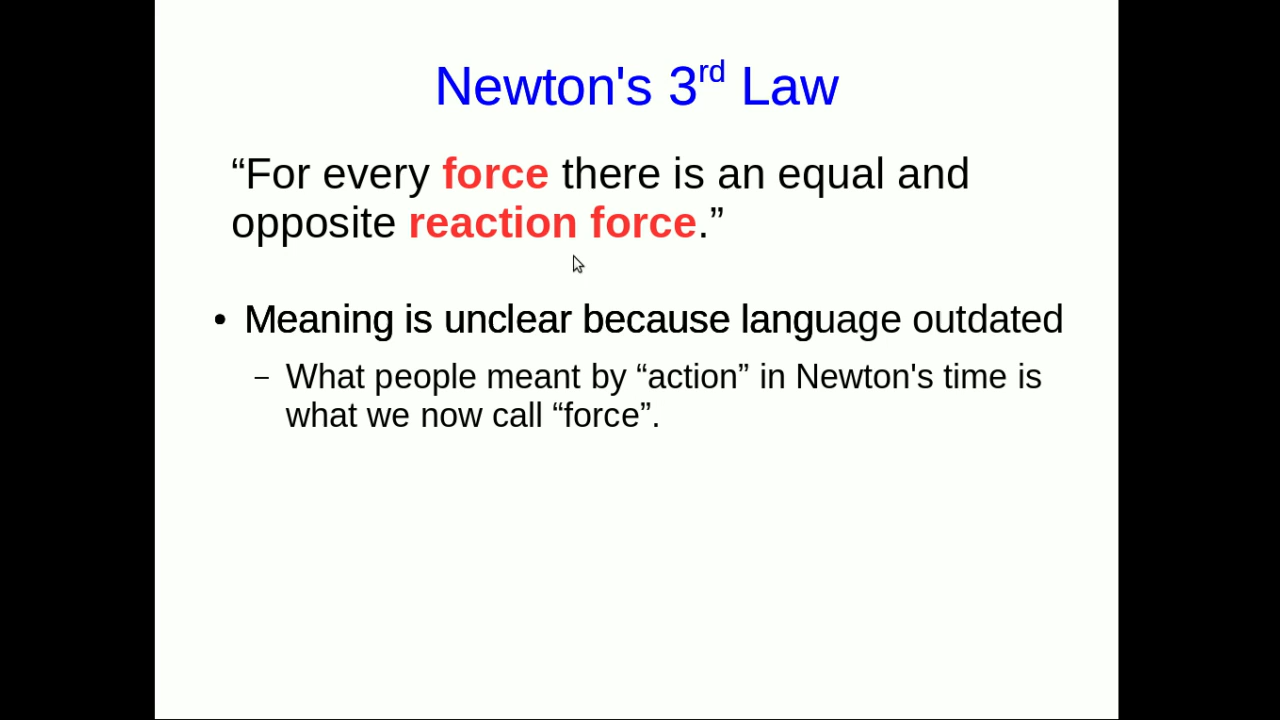 Newton's 3rd Law
“For every force there is an equal and
opposite reaction force.”
• Meaning is unclear because language outdated
– What people meant by “action” in Newton's time is
what we now call “force”.